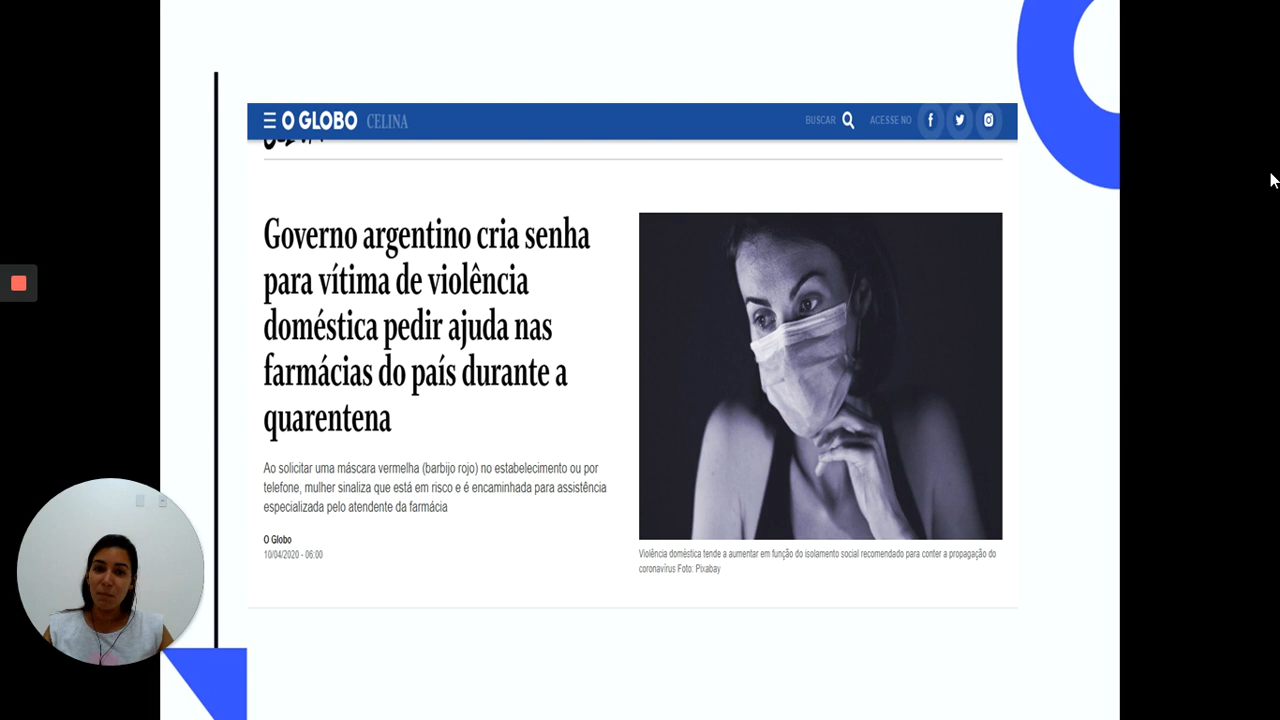 O GLOBO CELINA BUSCAR ACESSE NO
Governo argentino cria senha
para vítima de violência
doméstica pedir ajuda nas
farmácias do país durante a
quarentena
Ao solicitar uma máscara vermelha (barbijo rojo) no estabelecimento ou por
telefone, mulher sinaliza que está em risco e é encaminhada para assistência
especializada pelo atendente da farmácia
O Globo
10/04/2020 - 06:00
Violência doméstica tende a aumentar em função do isolamento social recomendado para conter a propagação do
coronavírus Foto: Pixabay